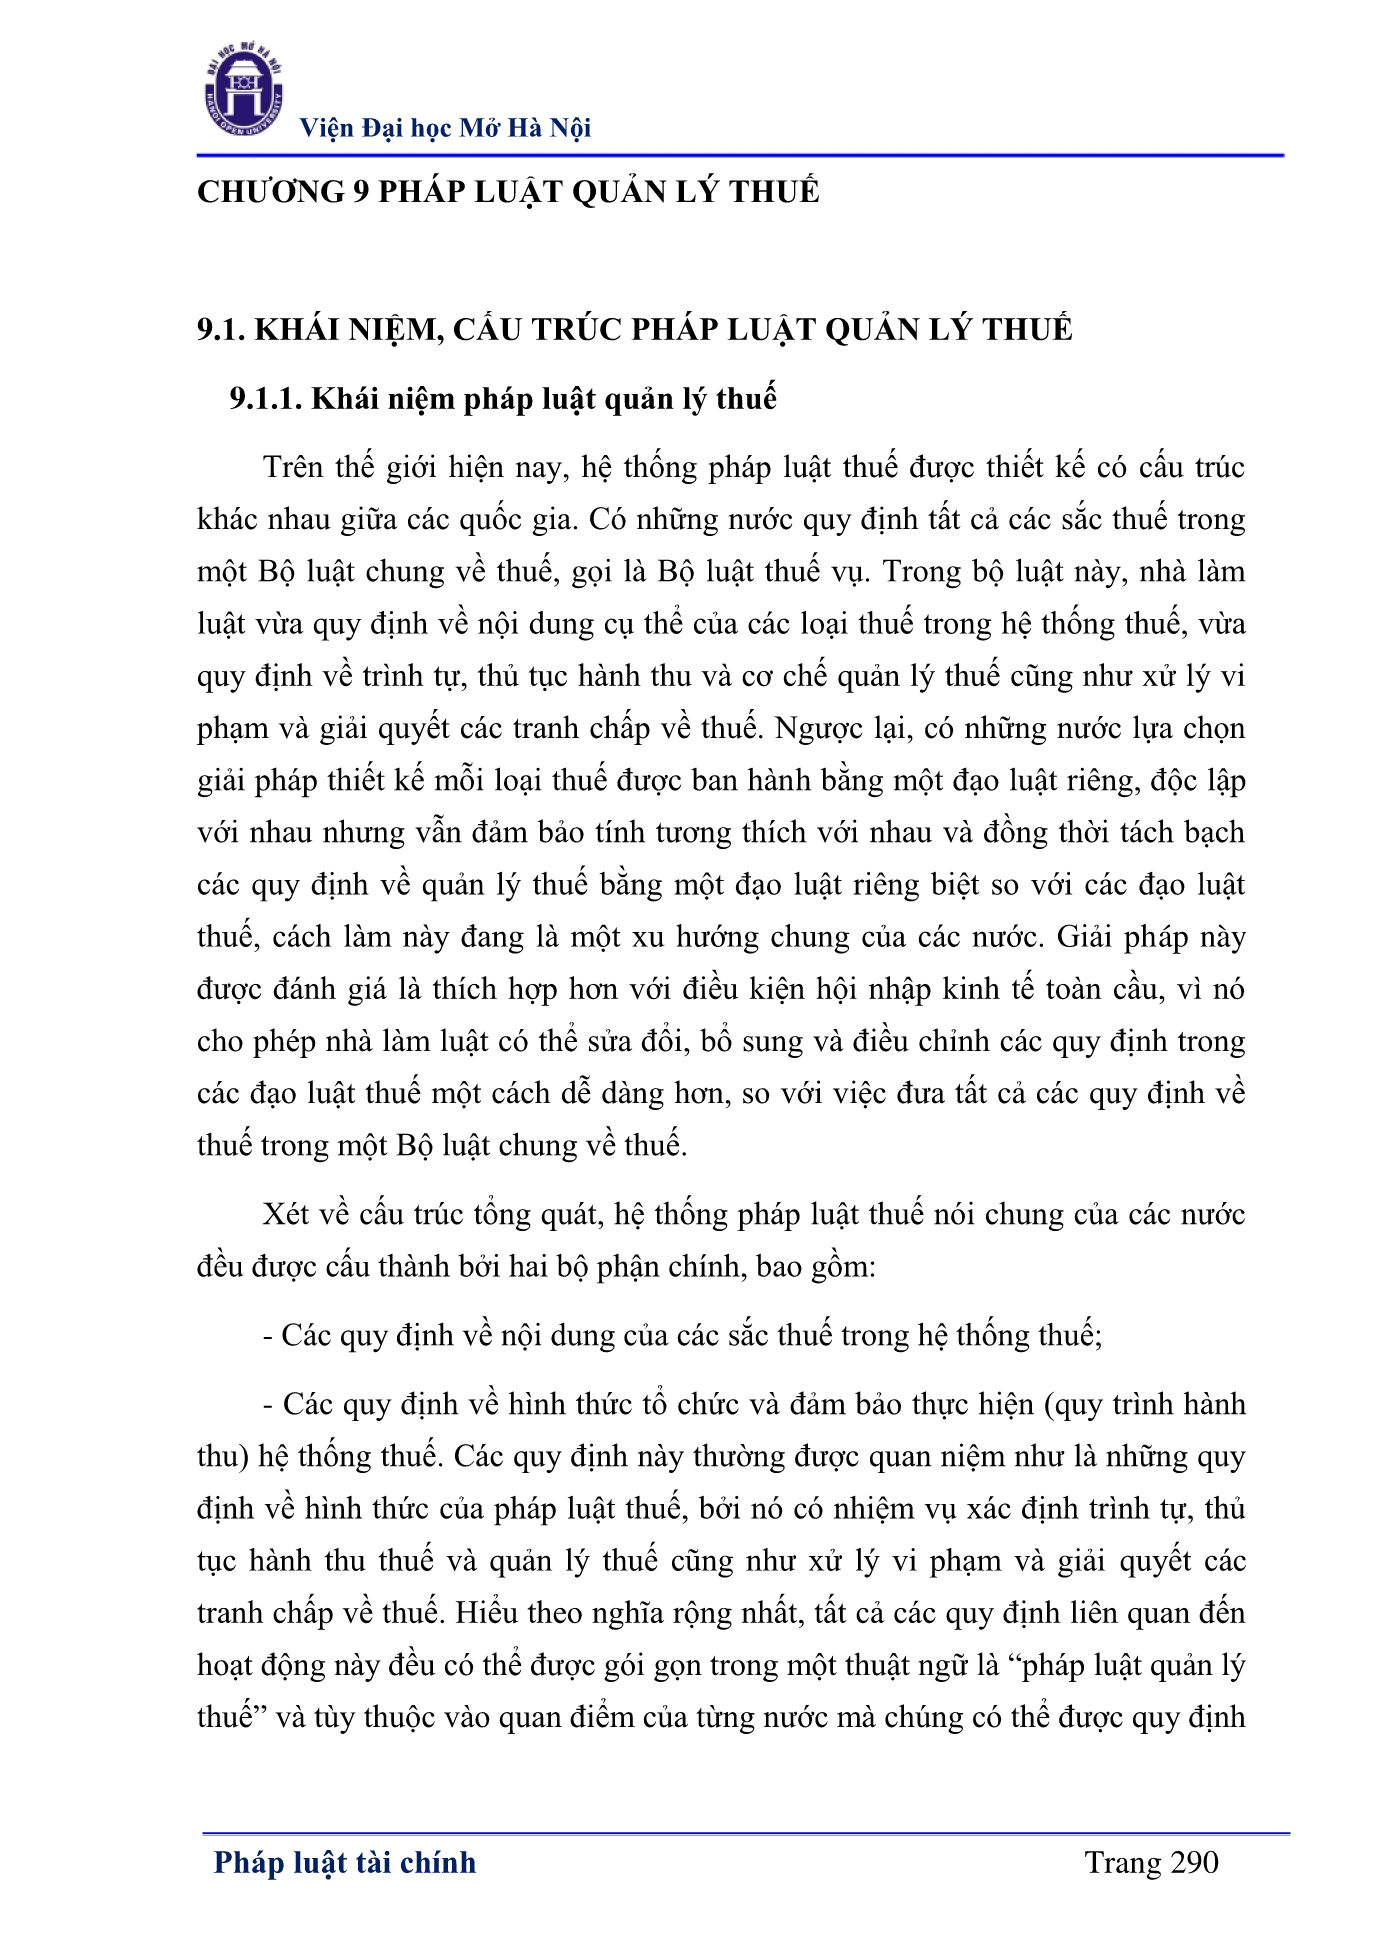 ĐẠI HỌC MỞ HÀ NỘI
HANOI OPEN UNIVERSITY
Viện Đại học Mở Hà Nội
CHƯƠNG 9 PHÁP LUẬT QUẢN LÝ THUẾ
9.1. KHÁI NIỆM, CẤU TRÚC PHÁP LUẬT QUẢN LÝ THUẾ
9.1.1. Khái niệm pháp luật quản lý thuế
Trên thế giới hiện nay, hệ thống pháp luật thuế được thiết kế có cấu trúc
khác nhau giữa các quốc gia. Có những nước quy định tất cả các sắc thuế trong
một Bộ luật chung về thuế, gọi là Bộ luật thuế vụ. Trong bộ luật này, nhà làm
luật vừa quy định về nội dung cụ thể của các loại thuế trong hệ thống thuế, vừa
quy định về trình tự, thủ tục hành thu và cơ chế quản lý thuế cũng như xử lý vi
phạm và giải quyết các tranh chấp về thuế. Ngược lại, có những nước lựa chọn
giải pháp thiết kế mỗi loại thuế được ban hành bằng một đạo luật riêng, độc lập
với nhau nhưng vẫn đảm bảo tính tương thích với nhau và đồng thời tách bạch
các quy định về quản lý thuế bằng một đạo luật riêng biệt so với các đạo luật
thuế, cách làm này đang là một xu hướng chung của các nước. Giải pháp này
được đánh giá là thích hợp hơn với điều kiện hội nhập kinh tế toàn cầu, vì nó
cho phép nhà làm luật có thể sửa đổi, bổ sung và điều chỉnh các quy định trong
các đạo luật thuế một cách dễ dàng hơn, so với việc đưa tất cả các quy định về
thuế trong một Bộ luật chung về thuế.
Xét về cấu trúc tổng quát, hệ thống pháp luật thuế nói chung của các nước
đều được cấu thành bởi hai bộ phận chính, bao gồm:
- Các quy định về nội dung của các sắc thuế trong hệ thống thuế;
- Các quy định về hình thức tổ chức và đảm bảo thực hiện (quy trình hành
thu) hệ thống thuế. Các quy định này thường được quan niệm như là những quy
định về hình thức của pháp luật thuế, bởi nó có nhiệm vụ xác định trình tự, thủ
tục hành thu thuế và quản lý thuế cũng như xử lý vi phạm và giải quyết các
tranh chấp về thuế. Hiểu theo nghĩa rộng nhất, tất cả các quy định liên quan đến
hoạt động này đều có thể được gói gọn trong một thuật ngữ là “pháp luật quản lý
thuế” và tùy thuộc vào quan điểm của từng nước mà chúng có thể được quy định
Pháp luật tài chính Trang 290